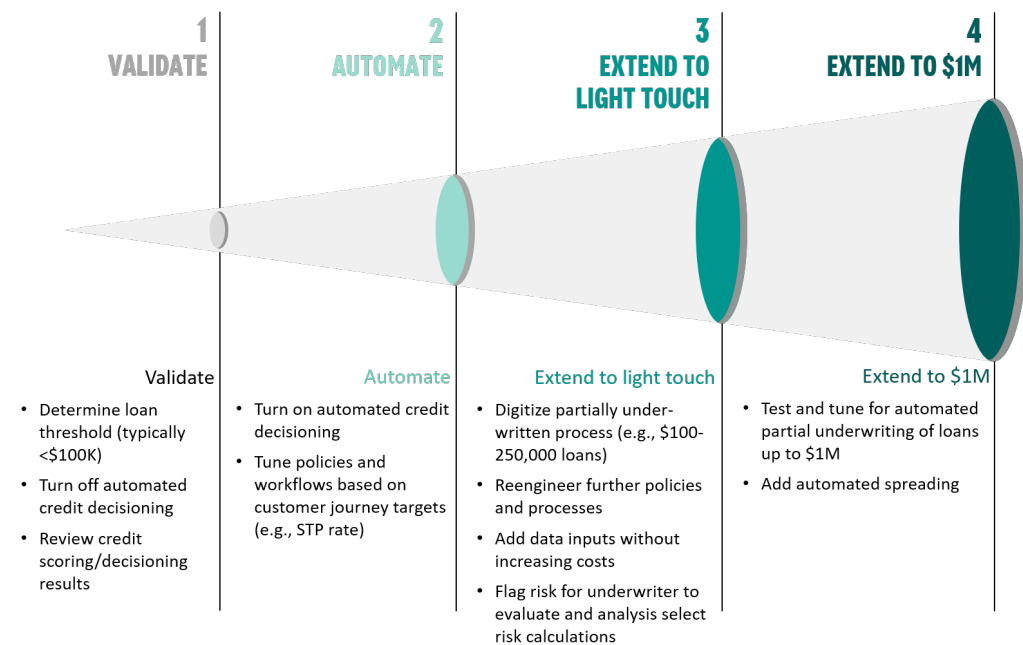 1
VALIDATE
2
AUTOMATE
3
EXTEND TO
LIGHT TOUCH
4
EXTEND TO $1M
Validate
• Determine loan
threshold (typically
<$100K)
• Turn off automated
credit decisioning
• Review credit
scoring/decisioning
results
Automate
• Turn on automated credit
decisioning
• Tune policies and
workflows based on
customer journey targets
(e.g., STP rate)
Extend to light touch
• Digitize partially under-
written process (e.g., $100-
250,000 loans)
• Reengineer further policies
and processes
• Add data inputs without
increasing costs
• Flag risk for underwriter to
evaluate and analysis select
risk calculations
Extend to $1M
• Test and tune for automated
partial underwriting of loans
up to $1M
• Add automated spreading